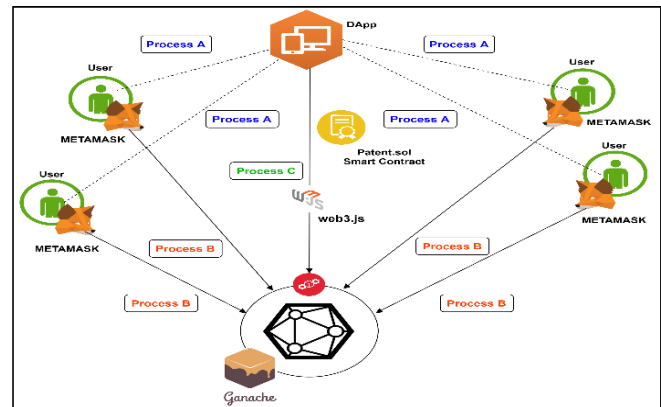 DApp
Process A
Process A
User
User
METAMASK
METAMASK
Process A
Process A
Patent.sol
Smart Contract
User
User
Process C
web3.js
METAMASK
METAMASK
Process B
Process B
Process B
Process B
Ganache